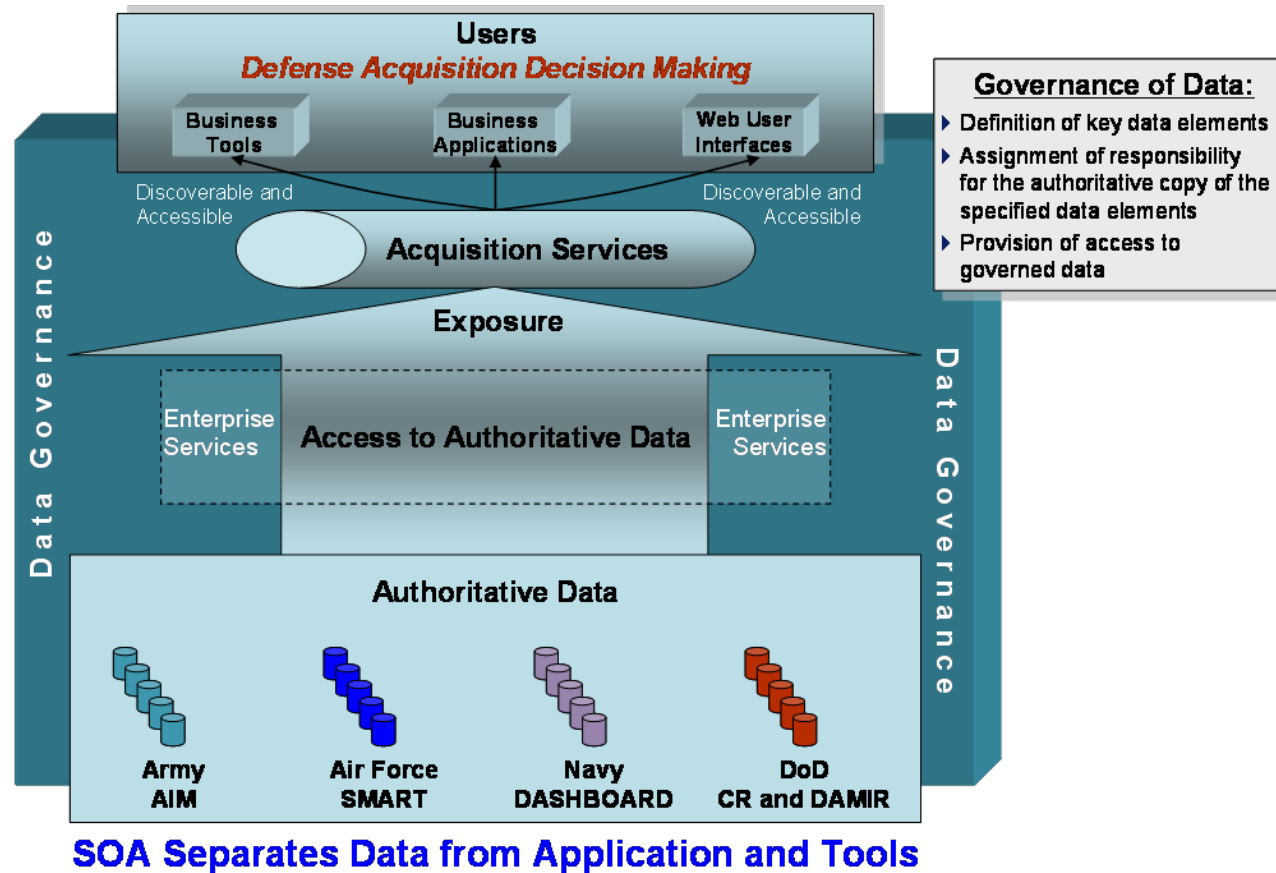 Users
Defense Acquisition Decision Making
Business
Tools
Business
Applications
Web User
Interfaces
Discoverable and
Accessible
Discoverable and
Accessible
Acquisition Services
Exposure
Enterprise
Services
Access to Authoritative Data
Enterprise
Services
Data Governance
Data Governance
Authoritative Data
Army
AIM
Air Force
SMART
Navy
DASHBOARD
DoD
CR and DAMIR
Governance of Data:
Definition of key data elements
Assignment of responsibility
for the authoritative copy of the
specified data elements
Provision of access to
governed data
SOA Separates Data from Application and Tools